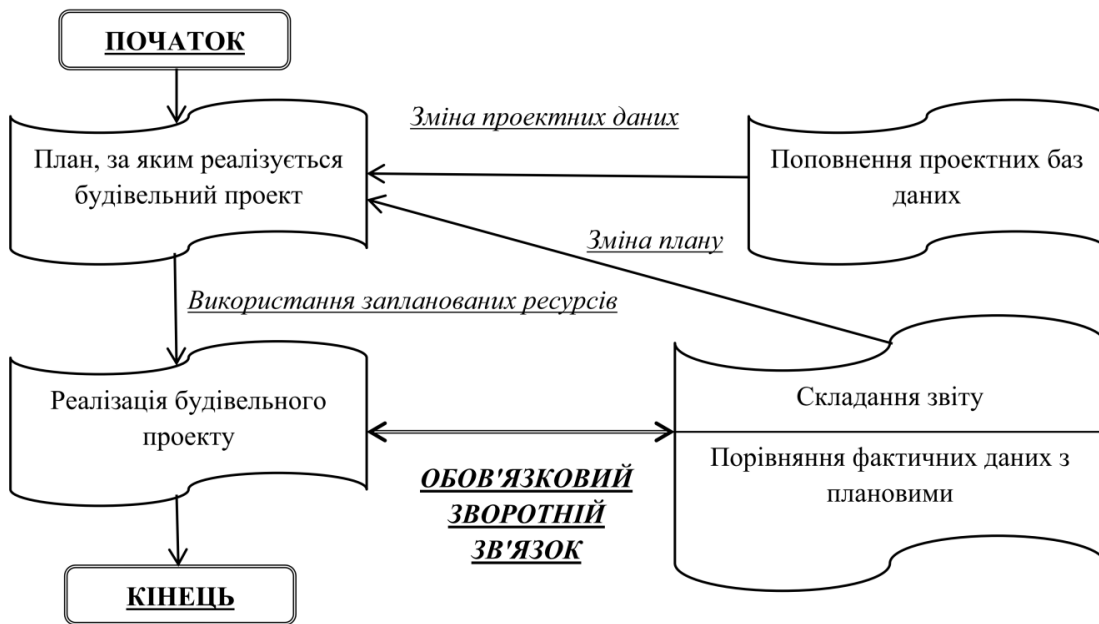 ПОЧАТОК
Зміна проектних даних
План, за яким реалізується
будівельний проект
Поповнення проектних баз
даних
Зміна плану
Використання запланованих ресурсів
Реалізація будівельного
проекту
Складання звіту
Порівняння фактичних даних з
плановими
ОБОВ'ЯЗКОВИЙ
ЗВОРОТНІЙ
ЗВ'ЯЗОК
КІНЕЦЬ